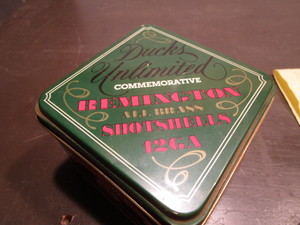 Ducks
Unlimited
COMMEMORATIVE
REMINGTON
ALL BRASS
SHOTSHELLS
12GA